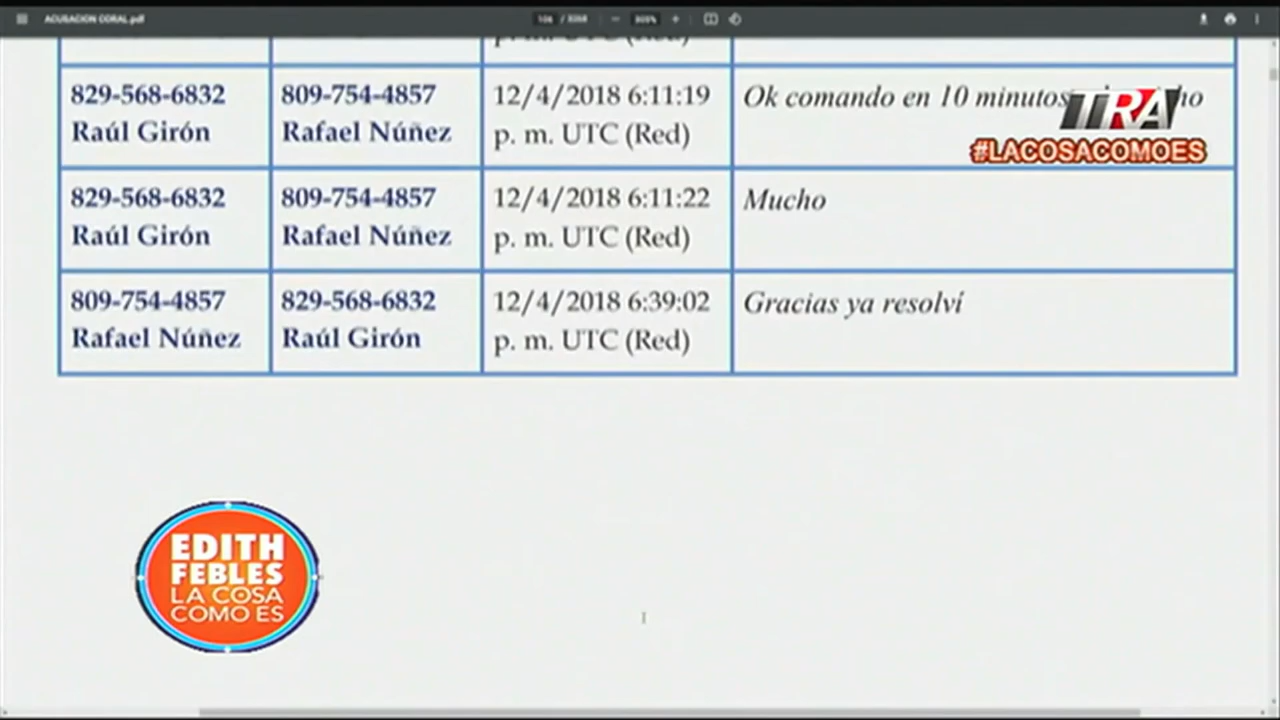 ACUSACION CORAL.pdf
p. m. UTC (Red)
829-568-6832
Raúl Girón
809-754-4857
Rafael Núñez
12/4/2018 6:11:19
p. m. UTC (Red)
Ok comando en 10 minutos
TRA
#LACOSACOMOES
829-568-6832
Raúl Girón
809-754-4857
Rafael Núñez
12/4/2018 6:11:22
p. m. UTC (Red)
Mucho
809-754-4857
Rafael Núñez
829-568-6832
Raúl Girón
12/4/2018 6:39:02
p. m. UTC (Red)
Gracias ya resolví
EDITH
FEBLES
LA COSA
COMO ES